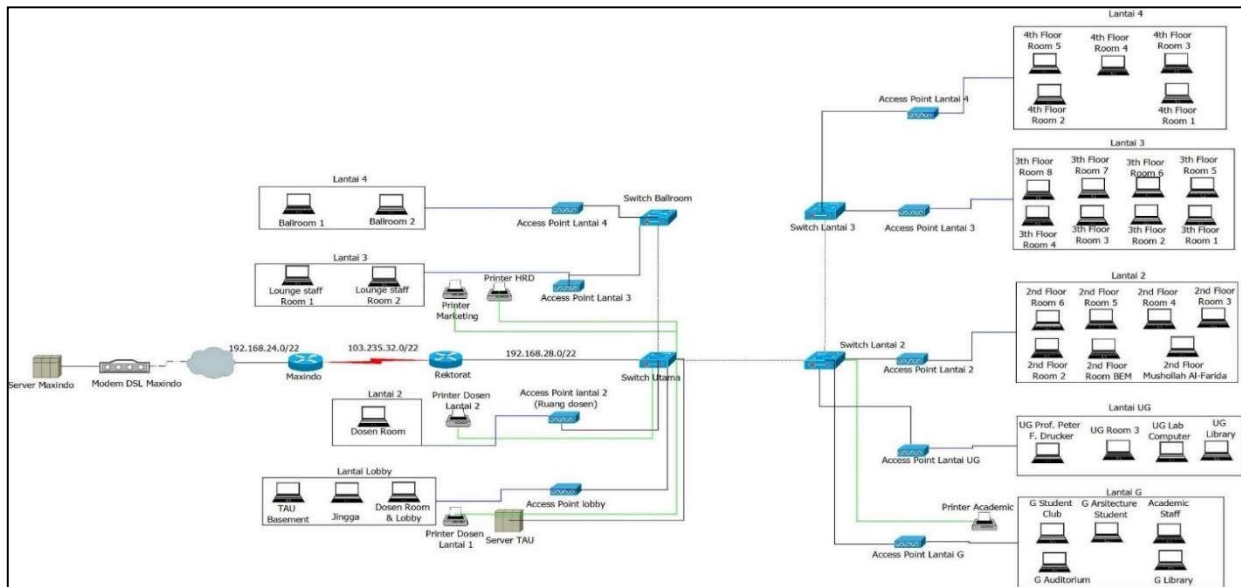 Lantai 4
4th Floor
Room 5
4th Floor
Room 4
4th Floor
Room 3
4th Floor
Room 2
4th Floor
Room 1
Access Point Lantai 4
Lantai 3
3th Floor
Room 8
3th Floor
Room 7
3th Floor
Room 6
3th Floor
Room 5
3th Floor
Room 4
3th Floor
Room 3
3th Floor
Room 2
3th Floor
Room 1
Switch Lantai 3
Access Point Lantai 3
Lantai 4
Ballroom 1
Ballroom 2
Access Point Lantai 4
Switch Ballroom
Lantai 3
Lounge staff
Room 1
Lounge staff
Room 2
Printer
Marketing
Printer HRD
Access Point Lantai 3
Server Maxindo
Modem DSL Maxindo
192.168.24.0/22
Maxindo
103.235.32.0/22
Rektorat
192.168.28.0/22
Switch Utama
Switch Lantai 2
Access Point Lantai 2
Lantai 2
2nd Floor
Room 6
2nd Floor
Room 5
2nd Floor
Room 4
2nd Floor
Room 3
2nd Floor
Room 2
2nd Floor
Room BEM
2nd Floor
Mushollah Al-Farida
Lantai 2
Dosen Room
Printer Dosen
Lantai 2
Access Point lantai 2
(Ruang dosen)
Lantai UG
UG Prof. Peter
F. Drucker
UG Room 3
UG Lab
Computer
UG
Library
Access Point Lantai UG
Lantai Lobby
TAU
Basement
Jingga
Dosen Room
& Lobby
Access Point lobby
Printer Dosen
Lantai 1
Server TAU
Lantai G
G Student
Club
G Arsitecture
Student
Academic
Staff
G Auditorium
G Library
Printer Academic
Access Point Lantai G